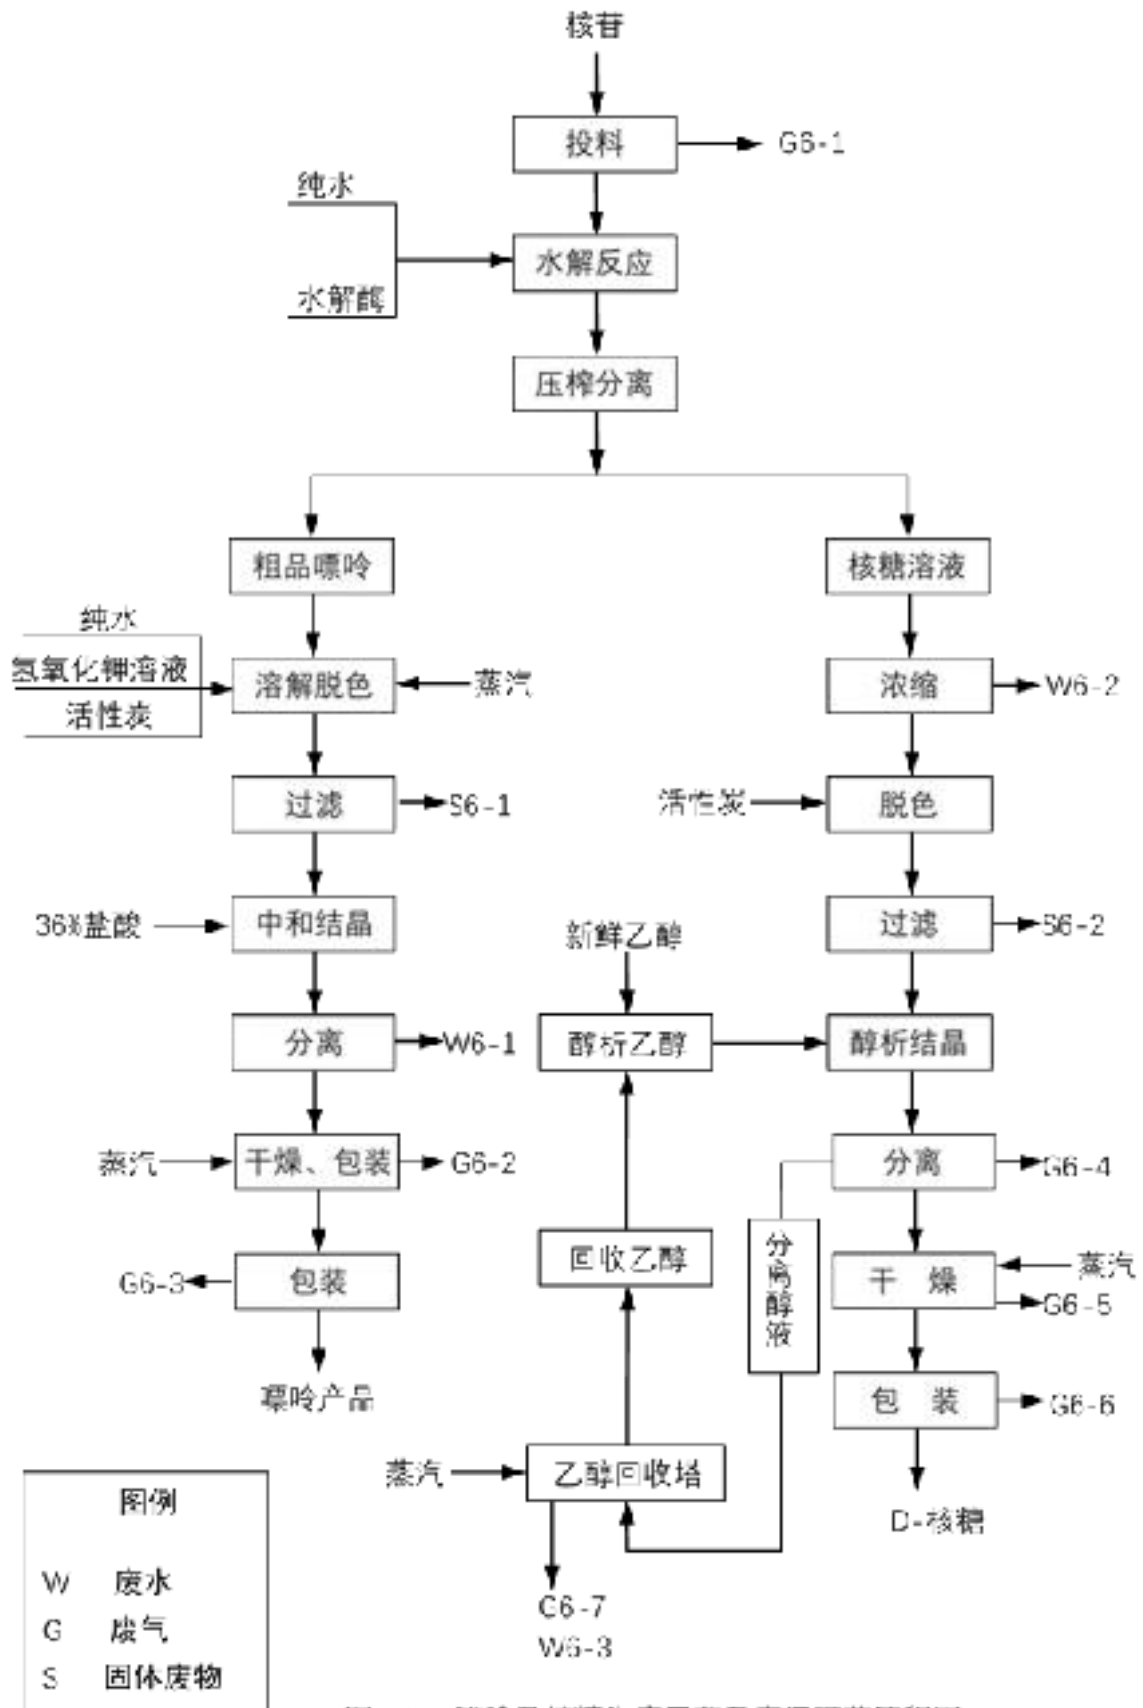 核苷
投料
G6-1
纯水
水解反应
水解酶
压榨分离
粗品嘌呤
核糖溶液
纯水
氢氧化钾溶液
活性炭
溶解脱色
蒸汽
浓缩
W6-2
过滤
S6-1
活性炭
脱色
36%盐酸
中和结晶
新鲜乙醇
过滤
S6-2
分离
W6-1
醇析乙醇
醇析结晶
蒸汽
干燥、包装
G6-2
分离
G6-4
分离醇液
G6-3
包装
回收乙醇
干 燥
蒸汽
G6-5
嘌呤产品
包 装
G6-6
蒸汽
乙醇回收塔
D-核糖
G6-7
W6-3
图例
W 废水
G 废气
S 固体废物